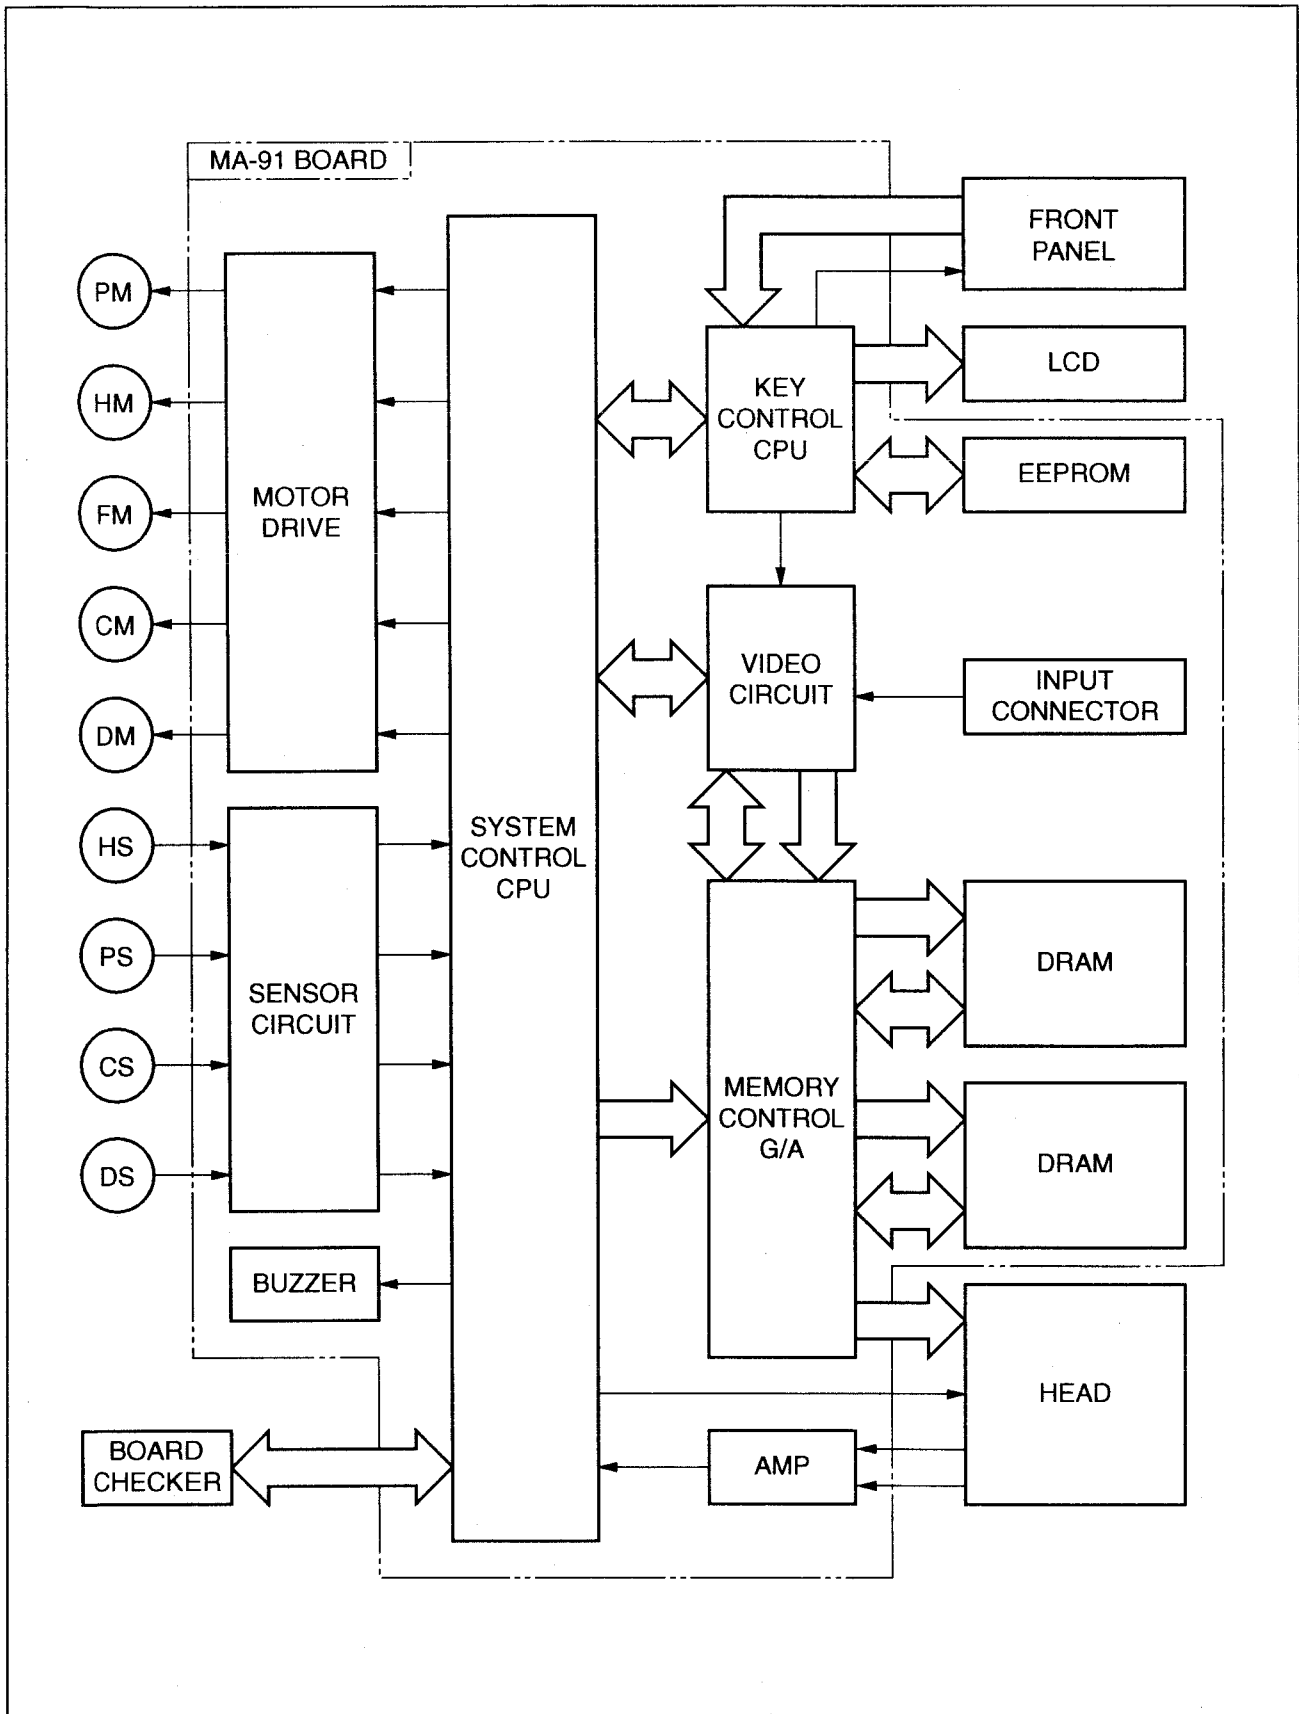 MA-91 BOARD
FRONT
PANEL
PM
LCD
HM
KEY
CONTROL
CPU
EEPROM
MOTOR
DRIVE
FM
CM
VIDEO
CIRCUIT
INPUT
CONNECTOR
DM
SYSTEM
CONTROL
CPU
HS
PS
DRAM
SENSOR
CIRCUIT
CS
MEMORY
CONTROL
G/A
DRAM
DS
BUZZER
HEAD
BOARD
CHECKER
AMP